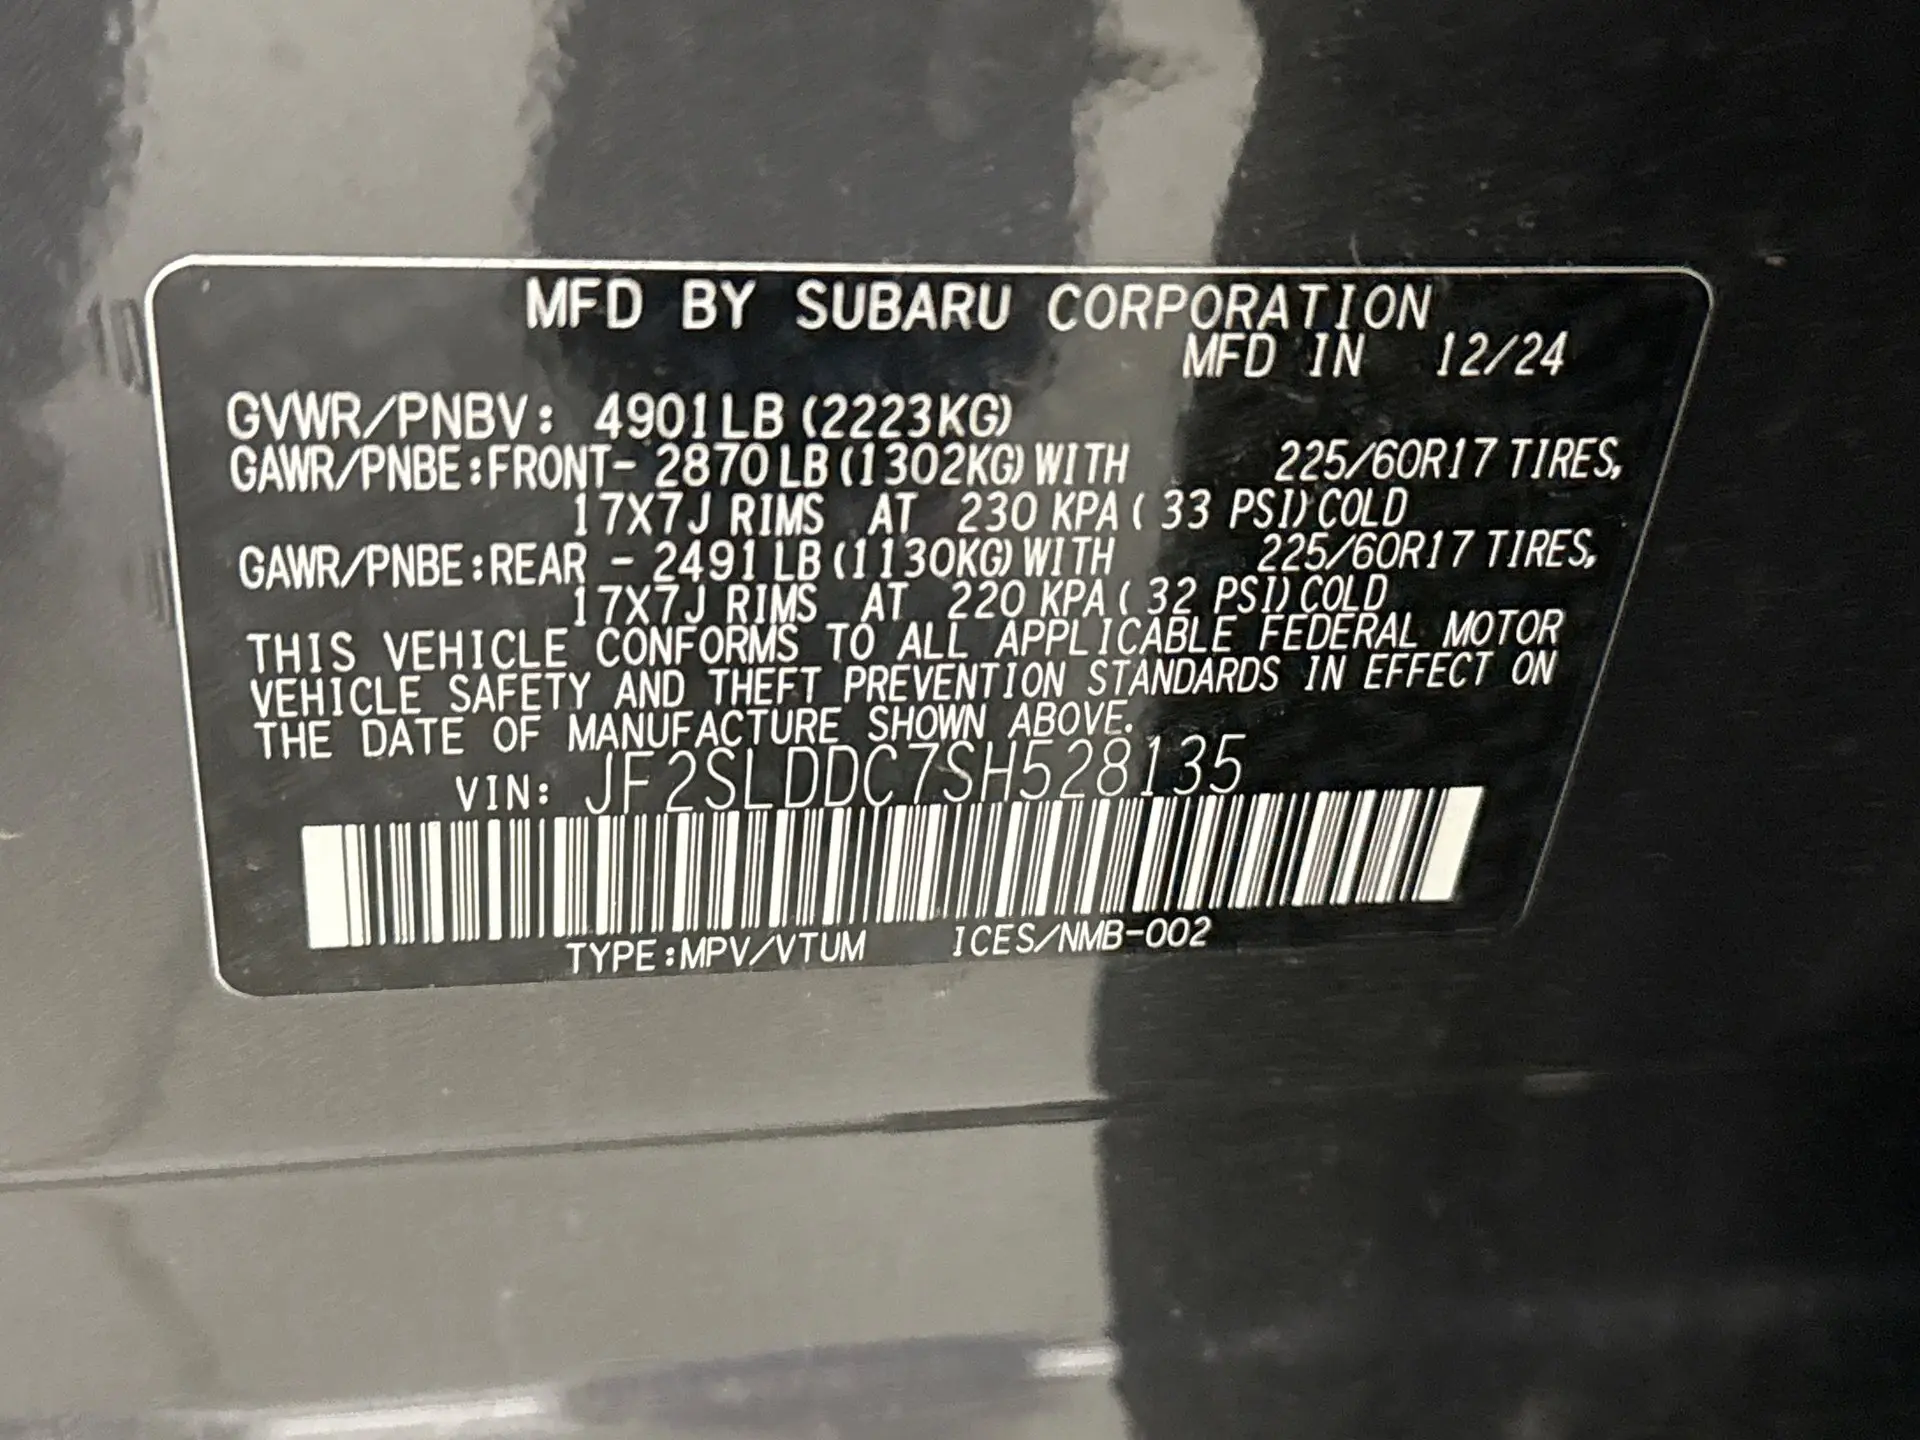 MFD BY SUBARU CORPORATION
MFD IN 12/24
GVWR/PNBV: 4901LB (2223KG)
GAWR/PNBE:FRONT- 2870LB(1302KG)WITH 225/60R17 TIRES,
17X7J RIMS AT 230 KPA( 33 PSI)COLD
GAWR/PNBE:REAR - 2491LB(1130KG)WITH 225/60R17 TIRES,
17X7J RIMS AT 220 KPA( 32 PSI)COLD
THIS VEHICLE CONFORMS TO ALL APPLICABLE FEDERAL MOTOR
VEHICLE SAFETY AND THEFT PREVENTION STANDARDS IN EFFECT ON
THE DATE OF MANUFACTURE SHOWN ABOVE.
VIN: JF2SLDDC7SH528135
TYPE:MPV/VTUM ICES/NMB-002